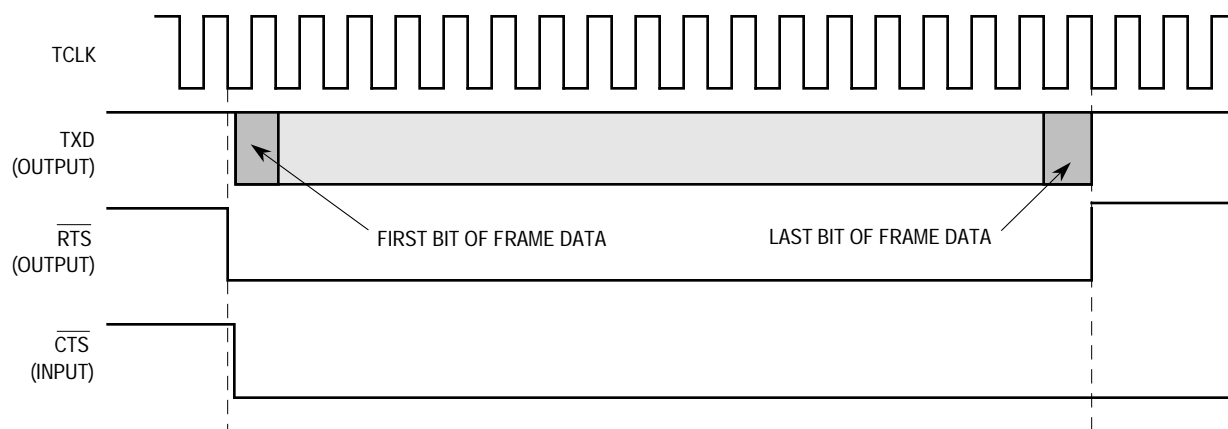 TCLK
TXD
(OUTPUT)
RTS
(OUTPUT)
FIRST BIT OF FRAME DATA
LAST BIT OF FRAME DATA
CTS
(INPUT)